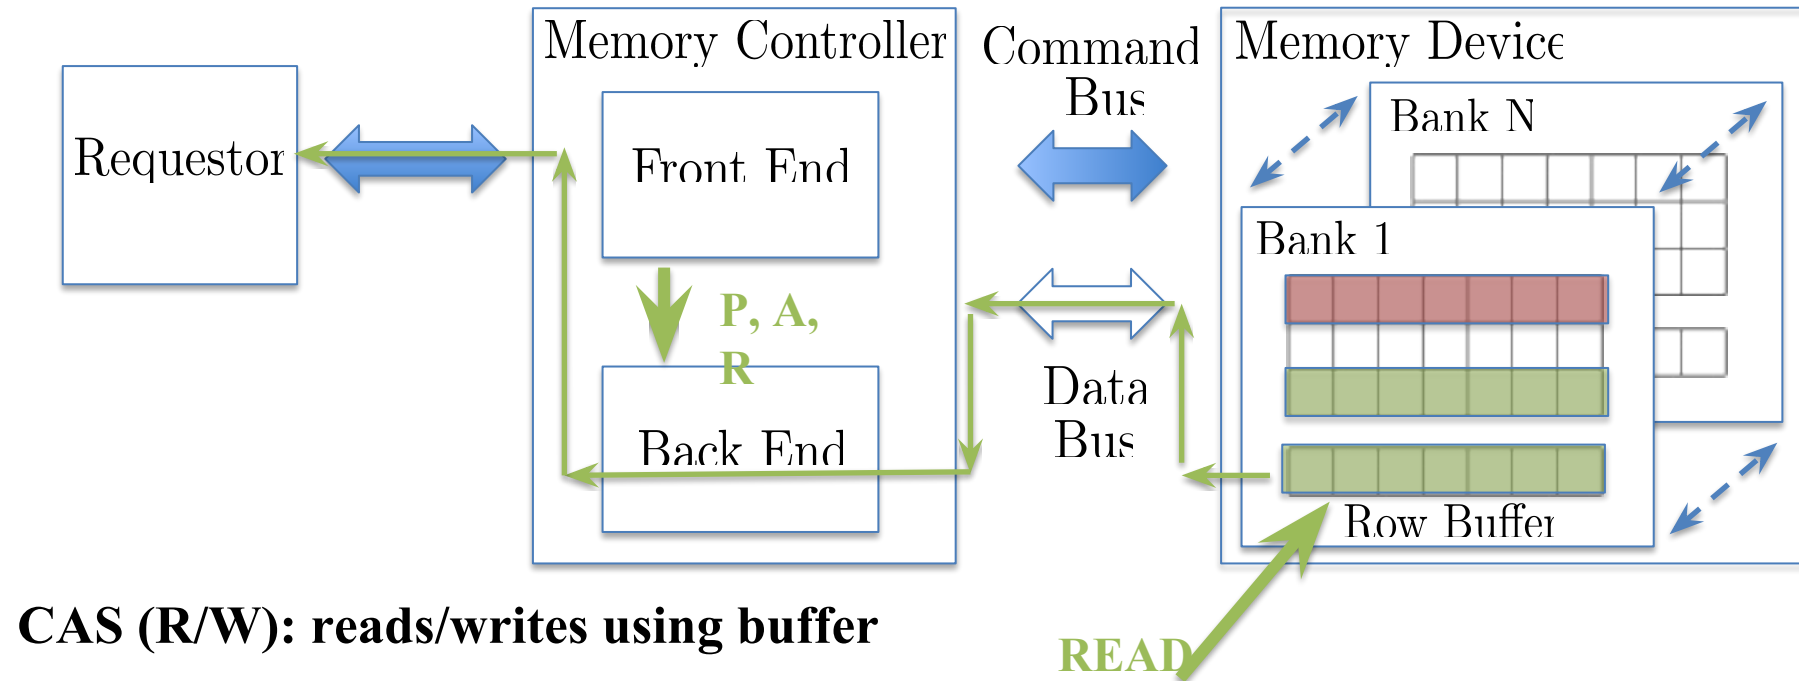 Memory Controller
Command
Bus
Memory Device
Requestor
Front End
Bank N
Bank 1
P, A,
R
Data
Bus
Back End
Row Buffer
CAS (R/W): reads/writes using buffer
READ